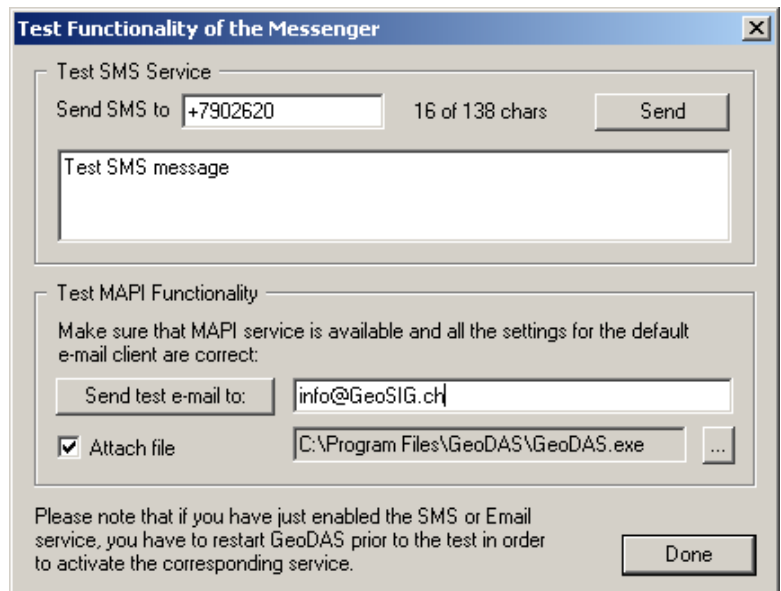 Test Functionality of the Messenger
Test SMS Service
Send SMS to +7902620 16 of 138 chars Send
Test SMS message
Test MAPI Functionality
Make sure that MAPI service is available and all the settings for the default
e-mail client are correct:
Send test e-mail to: info@GeoSIG.ch
Attach file C:\Program Files\GeoDAS\GeoDAS.exe ...
Please note that if you have just enabled the SMS or Email
service, you have to restart GeoDAS prior to the test in order
to activate the corresponding service.
Done